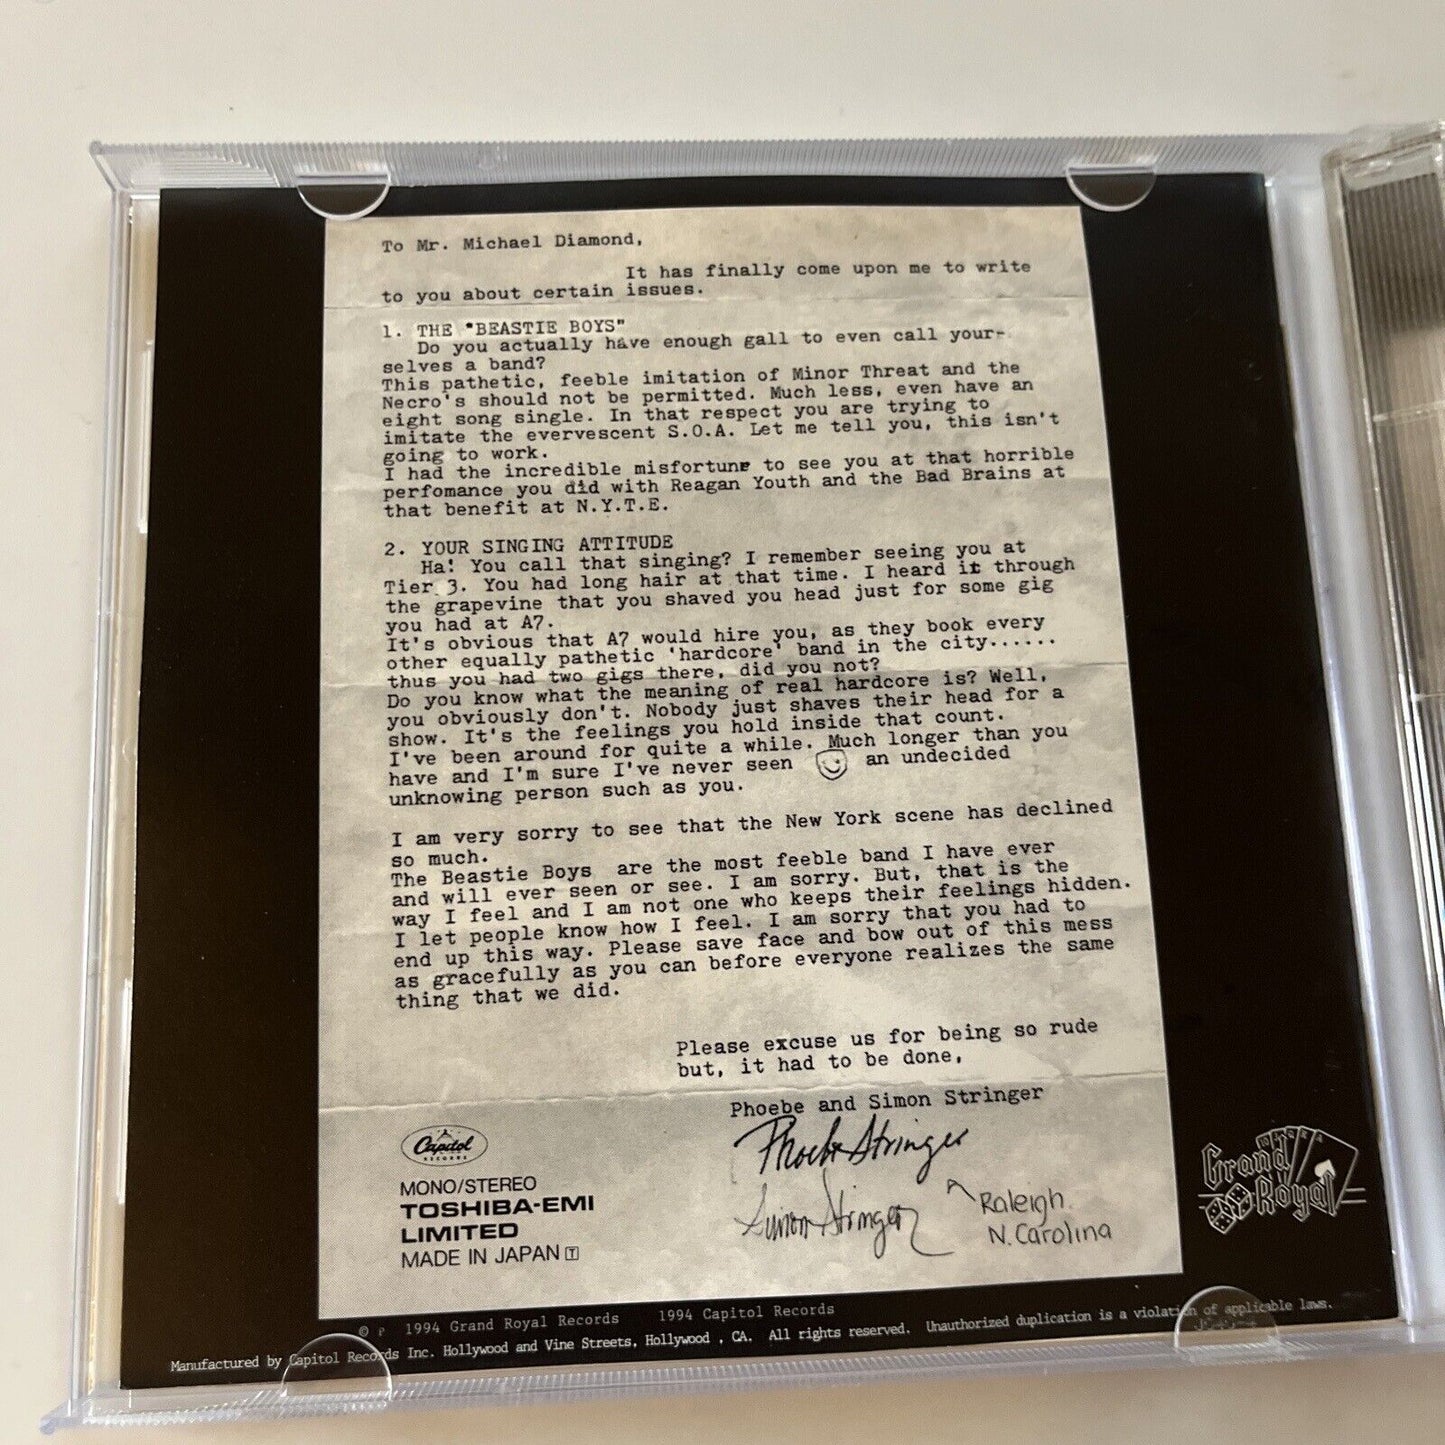 To Mr. Michael Diamond,
It has finally come upon me to write
to you about certain issues.
1. THE "BEASTIE BOYS"
Do you actually have enough gall to even call your-
selves a band?
This pathetic, feeble imitation of Minor Threat and the
Necro's should not be permitted. Much less, even have an
eight song single. In that respect you are trying to
imitate the evervescent S.O.A. Let me tell you, this isn't
going to work.
I had the incredible misfortune to see you at that horrible
perfomance you did with Reagan Youth and the Bad Brains at
that benefit at N.Y.T.E.
2. YOUR SINGING ATTITUDE
Ha! You call that singing? I remember seeing you at
Tier 3. You had long hair at that time. I heard it through
the grapevine that you shaved you head just for some gig
you had at A7.
It's obvious that A7 would hire you, as they book every
other equally pathetic 'hardcore' band in the city......
thus you had two gigs there, did you not?
Do you know what the meaning of real hardcore is? Well,
you obviously don't. Nobody just shaves their head for a
show. It's the feelings you hold inside that count.
I've been around for quite a while. Much longer than you
have and I'm sure I've never seen an undecided
unknowing person such as you.
I am very sorry to see that the New York scene has declined
so much.
The Beastie Boys are the most feeble band I have ever
and will ever seen or see. I am sorry. But, that is the
way I feel and I am not one who keeps their feelings hidden.
I let people know how I feel. I am sorry that you had to
end up this way. Please save face and bow out of this mess
as gracefully as you can before everyone realizes the same
thing that we did.
Please excuse us for being so rude
but, it had to be done,
Phoebe and Simon Stringer
Phoebe Stringer
Simon Stringer
Raleigh.
N. Carolina
Capitol
RECORDS
MONO/STEREO
TOSHIBA-EMI
LIMITED
MADE IN JAPAN T
Grand Royal
© P 1994 Grand Royal Records 1994 Capitol Records
Manufactured by Capitol Records Inc. Hollywood and Vine Streets, Hollywood , CA. All rights reserved. Unauthorized duplication is a violation of applicable laws.